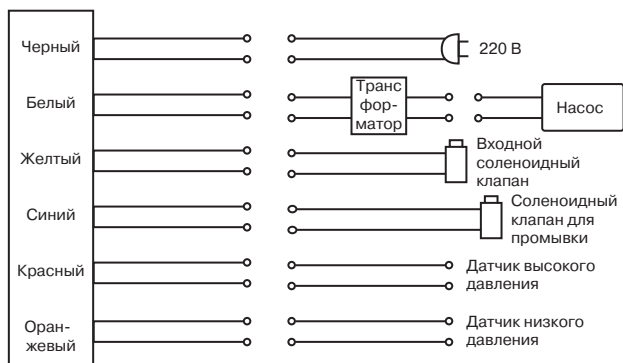 Черный
220 В
Белый
Транс
фор-
матор
Насос
Желтый
Входной
соленоидный
клапан
Синий
Соленоидный
клапан для
промывки
Красный
Датчик высокого
давления
Оран-
жевый
Датчик низкого
давления